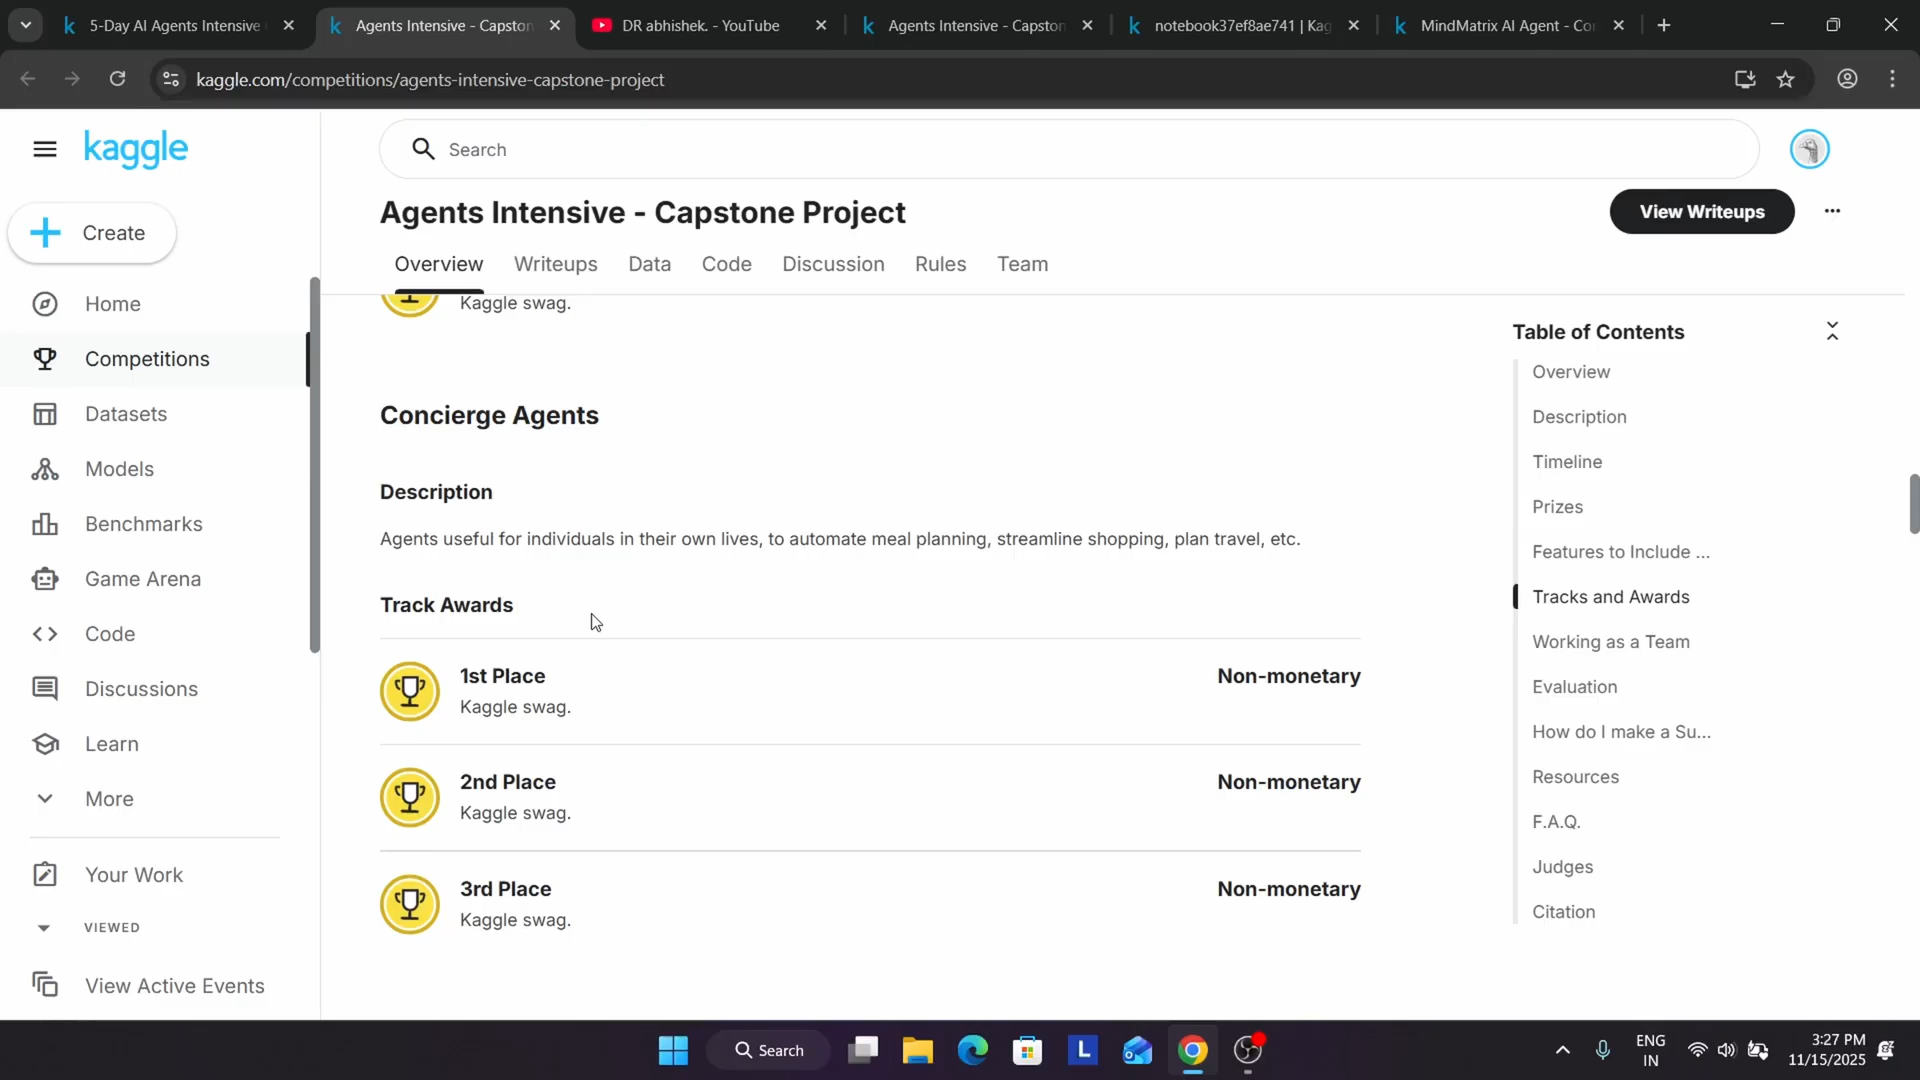 5-Day AI Agents Intensive
Agents Intensive - Capston
DR abhishek. - YouTube
Agents Intensive - Capston
notebook37ef8ae741 | Kag
MindMatrix AI Agent - Co
kaggle.com/competitions/agents-intensive-capstone-project
kaggle
Search
Create
Agents Intensive - Capstone Project
View Writeups
Overview
Writeups
Data
Code
Discussion
Rules
Team
Home
Competitions
Datasets
Models
Benchmarks
Game Arena
Code
Discussions
Learn
More
Your Work
VIEWED
View Active Events
Kaggle swag.
Concierge Agents
Description
Agents useful for individuals in their own lives, to automate meal planning, streamline shopping, plan travel, etc.
Track Awards
1st Place
Non-monetary
Kaggle swag.
2nd Place
Non-monetary
Kaggle swag.
3rd Place
Non-monetary
Kaggle swag.
Table of Contents
Overview
Description
Timeline
Prizes
Features to Include ...
Tracks and Awards
Working as a Team
Evaluation
How do I make a Su...
Resources
F.A.Q.
Judges
Citation
Search
L
ENG
IN
3:27 PM
11/15/2025